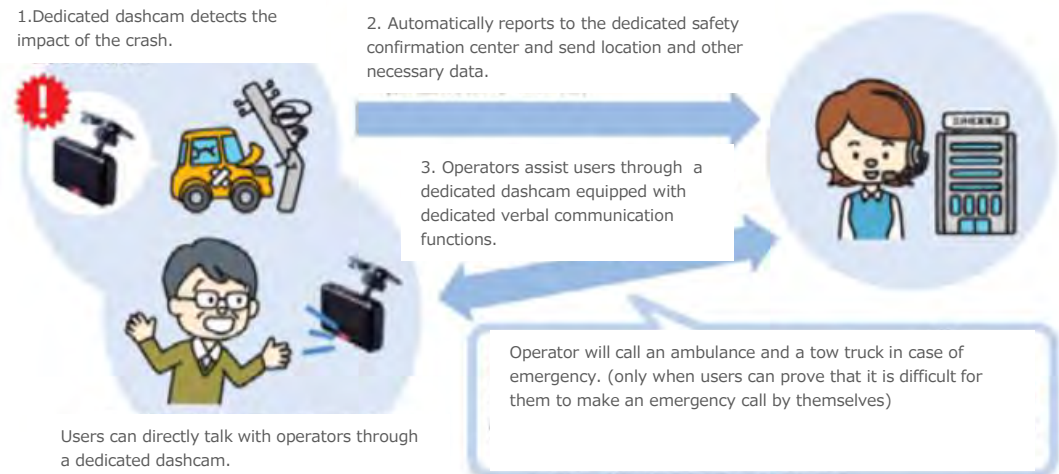 1.Dedicated dashcam detects the
impact of the crash.
2. Automatically reports to the dedicated safety
confirmation center and send location and other
necessary data.
3. Operators assist users through a
dedicated dashcam equipped with
dedicated verbal communication
functions.
Operator will call an ambulance and a tow truck in case of
emergency. (only when users can prove that it is difficult for
them to make an emergency call by themselves)
Users can directly talk with operators through
a dedicated dashcam.